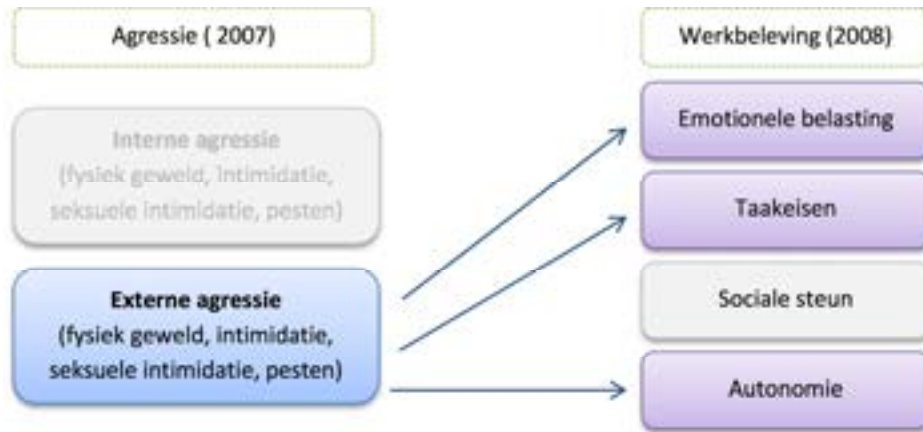 Agressie ( 2007)
Interne agressie
(fysiek geweld, intimidatie,
seksuele intimidatie, pesten)
Externe agressie
(fysiek geweld, intimidatie,
seksuele intimidatie, pesten)
Werkbeleving (2008)
Emotionele belasting
Taakeisen
Sociale steun
Autonomie